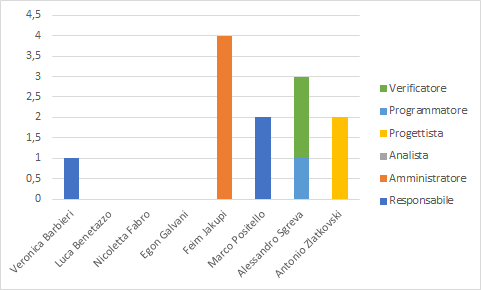 4,5
4
3,5
3
2,5
2
1,5
1
0,5
0
Veronica Barbieri
Luca Benetazzo
Nicoletta Fabro
Egon Galvani
Feim Jakupi
Marco Positello
Alessandro Sgreva
Antonio Zlatkovski
Verificatore
Programmatore
Progettista
Analista
Amministratore
Responsabile